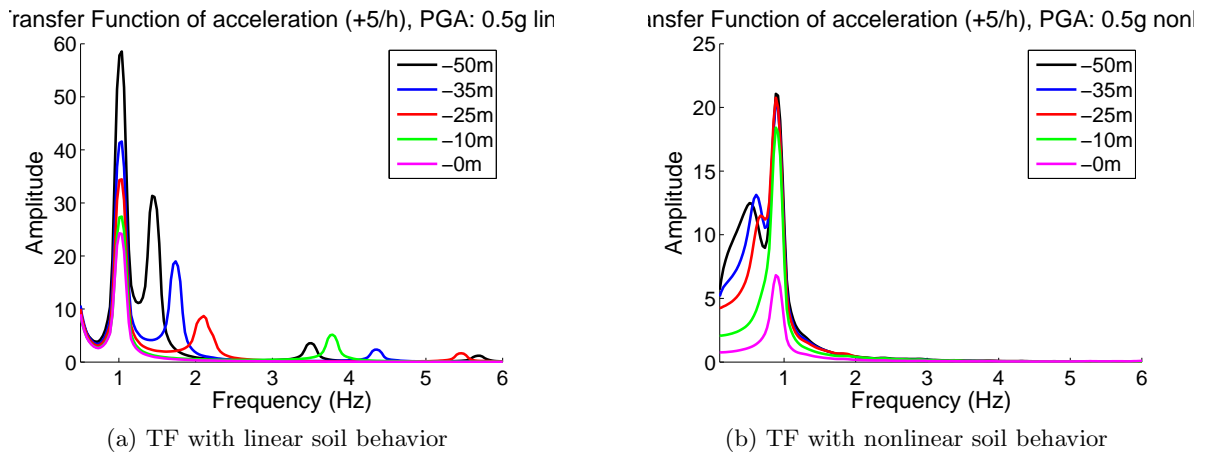 ransfer Function of acceleration (+5/h), PGA: 0.5g lin
60
50
40
30
20
10
0
Amplitude
1
2
3
4
5
6
Frequency (Hz)
−50m
−35m
−25m
−10m
−0m
(a) TF with linear soil behavior
ansfer Function of acceleration (+5/h), PGA: 0.5g nonl
25
20
15
10
5
0
Amplitude
1
2
3
4
5
6
Frequency (Hz)
−50m
−35m
−25m
−10m
−0m
(b) TF with nonlinear soil behavior